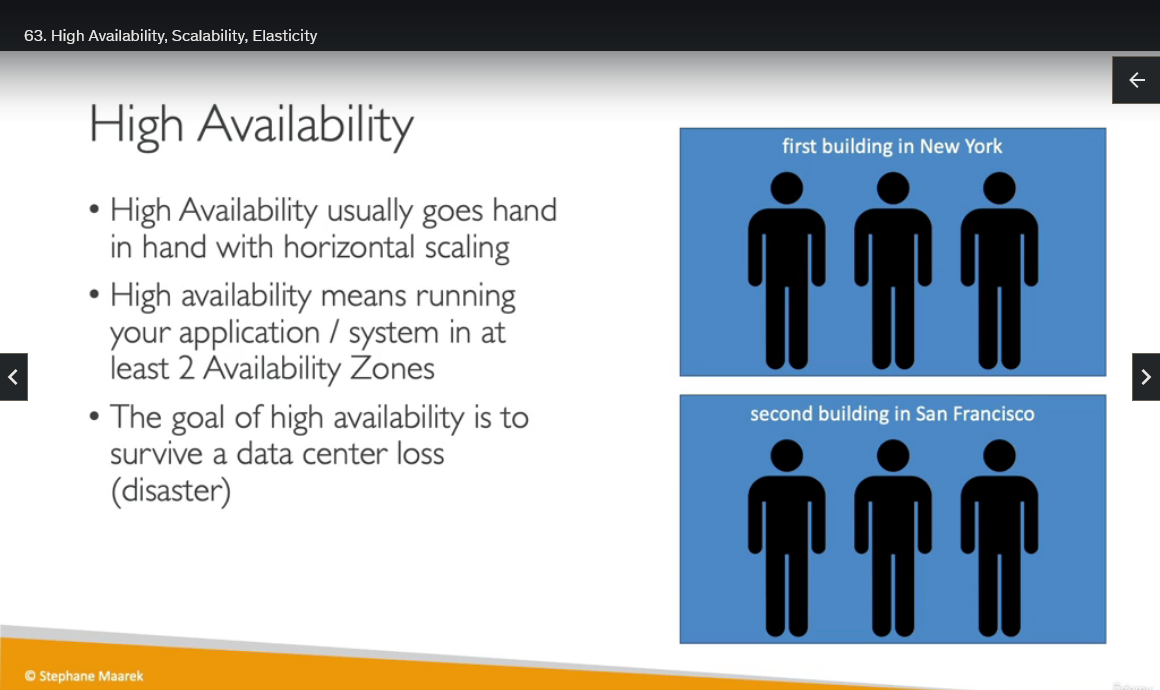 63. High Availability, Scalability, Elasticity
High Availability
• High Availability usually goes hand
in hand with horizontal scaling
• High availability means running
your application / system in at
least 2 Availability Zones
• The goal of high availability is to
survive a data center loss
(disaster)
first building in New York
second building in San Francisco
© Stephane Maarek